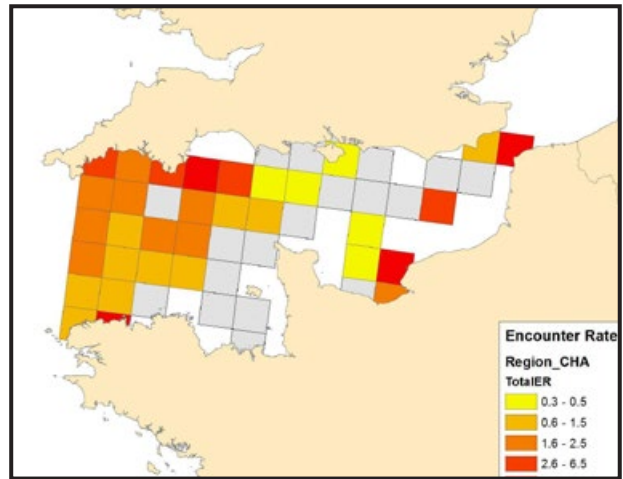 Encounter Rate
Region_CHA
TotalER
0.3 - 0.5
0.6 - 1.5
1.6 - 2.5
2.6 - 6.5